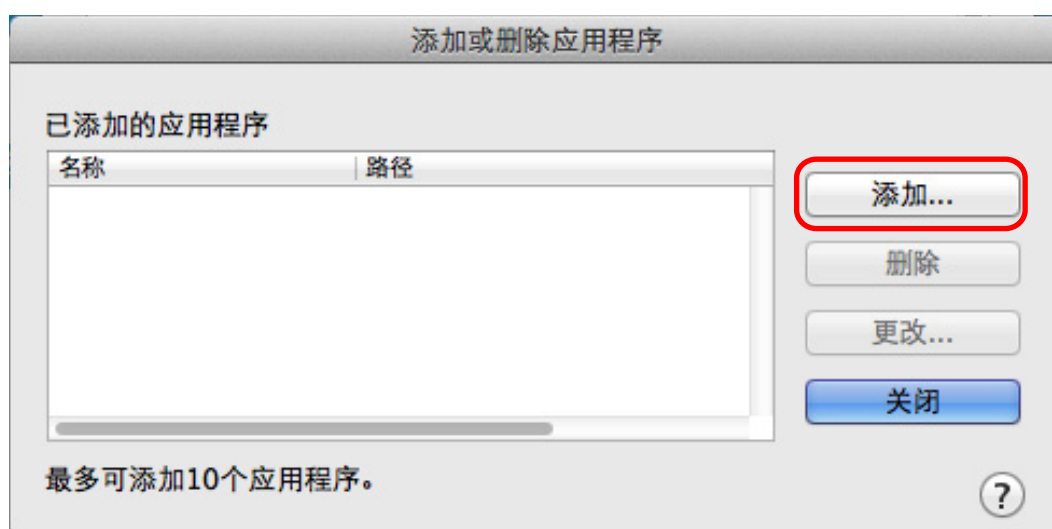 添加或删除应用程序
已添加的应用程序
名称 路径
添加...
删除
更改...
关闭
最多可添加10个应用程序。
?